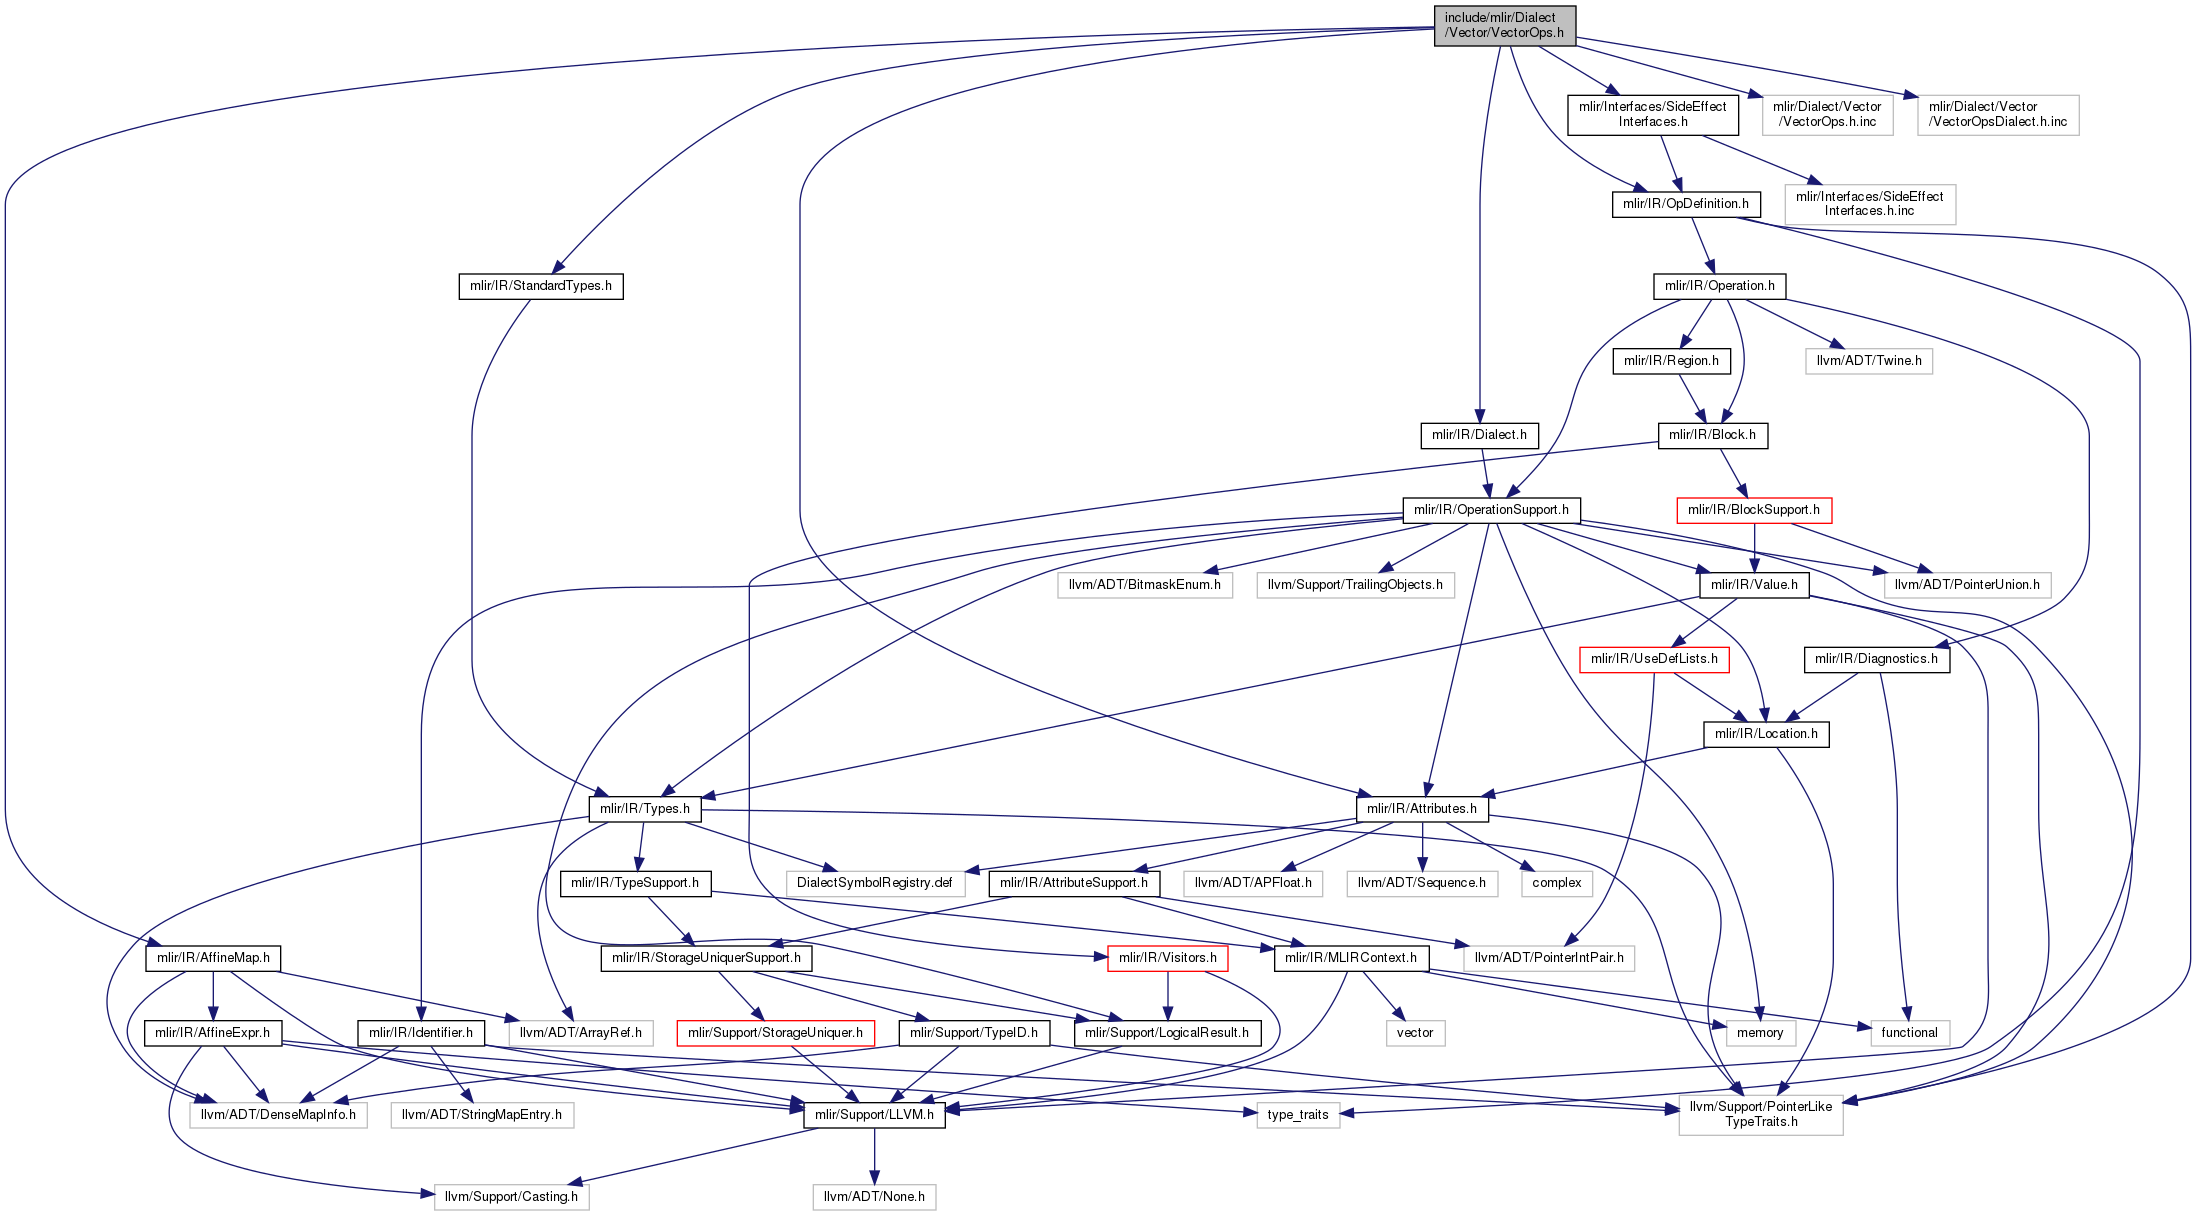 include/mlir/Dialect
/Vector/VectorOps.h
mlir/Interfaces/SideEffect
Interfaces.h
mlir/Dialect/Vector
/VectorOps.h.inc
mlir/Dialect/Vector
/VectorOpsDialect.h.inc
mlir/IR/OpDefinition.h
mlir/Interfaces/SideEffect
Interfaces.h.inc
mlir/IR/StandardTypes.h
mlir/IR/Operation.h
mlir/IR/Region.h
llvm/ADT/Twine.h
mlir/IR/Dialect.h
mlir/IR/Block.h
mlir/IR/OperationSupport.h
mlir/IR/BlockSupport.h
llvm/ADT/BitmaskEnum.h
llvm/Support/TrailingObjects.h
mlir/IR/Value.h
llvm/ADT/PointerUnion.h
mlir/IR/UseDefLists.h
mlir/IR/Diagnostics.h
mlir/IR/Location.h
mlir/IR/Types.h
mlir/IR/Attributes.h
mlir/IR/TypeSupport.h
DialectSymbolRegistry.def
mlir/IR/AttributeSupport.h
llvm/ADT/APFloat.h
llvm/ADT/Sequence.h
complex
mlir/IR/AffineMap.h
mlir/IR/StorageUniquerSupport.h
mlir/IR/Visitors.h
mlir/IR/MLIRContext.h
llvm/ADT/PointerIntPair.h
mlir/IR/AffineExpr.h
mlir/IR/Identifier.h
llvm/ADT/ArrayRef.h
mlir/Support/StorageUniquer.h
mlir/Support/TypeID.h
mlir/Support/LogicalResult.h
vector
memory
functional
llvm/ADT/DenseMapInfo.h
llvm/ADT/StringMapEntry.h
mlir/Support/LLVM.h
type_traits
llvm/Support/PointerLike
TypeTraits.h
llvm/Support/Casting.h
llvm/ADT/None.h